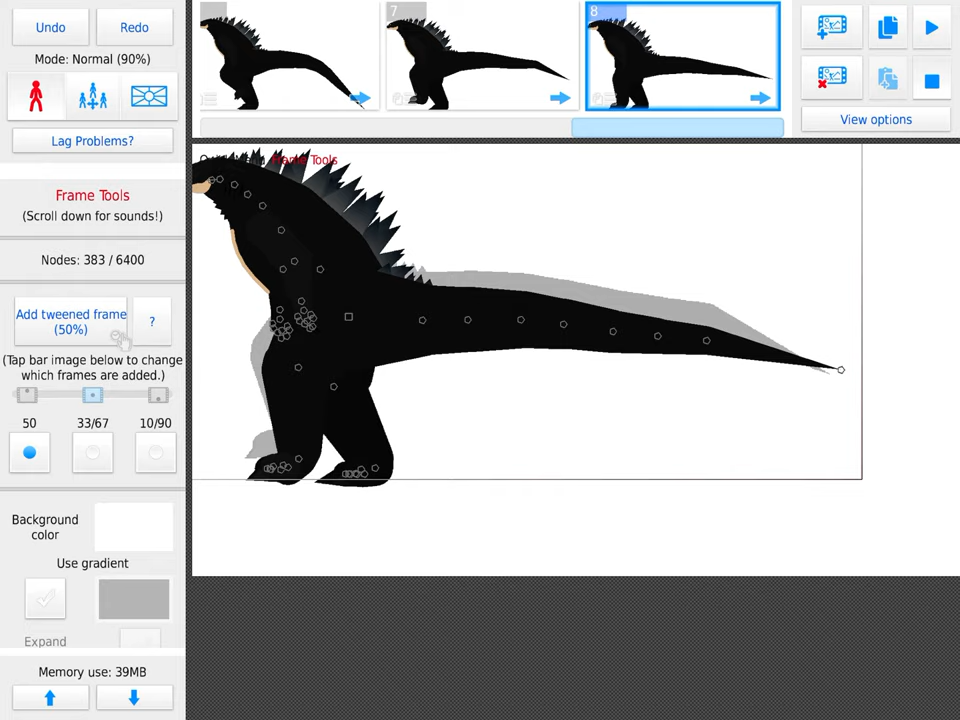 Undo
Redo
Mode: Normal (90%)
Lag Problems?
Frame Tools
(Scroll down for sounds!)
Nodes: 383 / 6400
Add tweened frame
(50%)
?
(Tap bar image below to change
which frames are added.)
50
33/67
10/90
Background
color
Use gradient
Expand
Memory use: 39MB
7
8
View options
Frame Tools